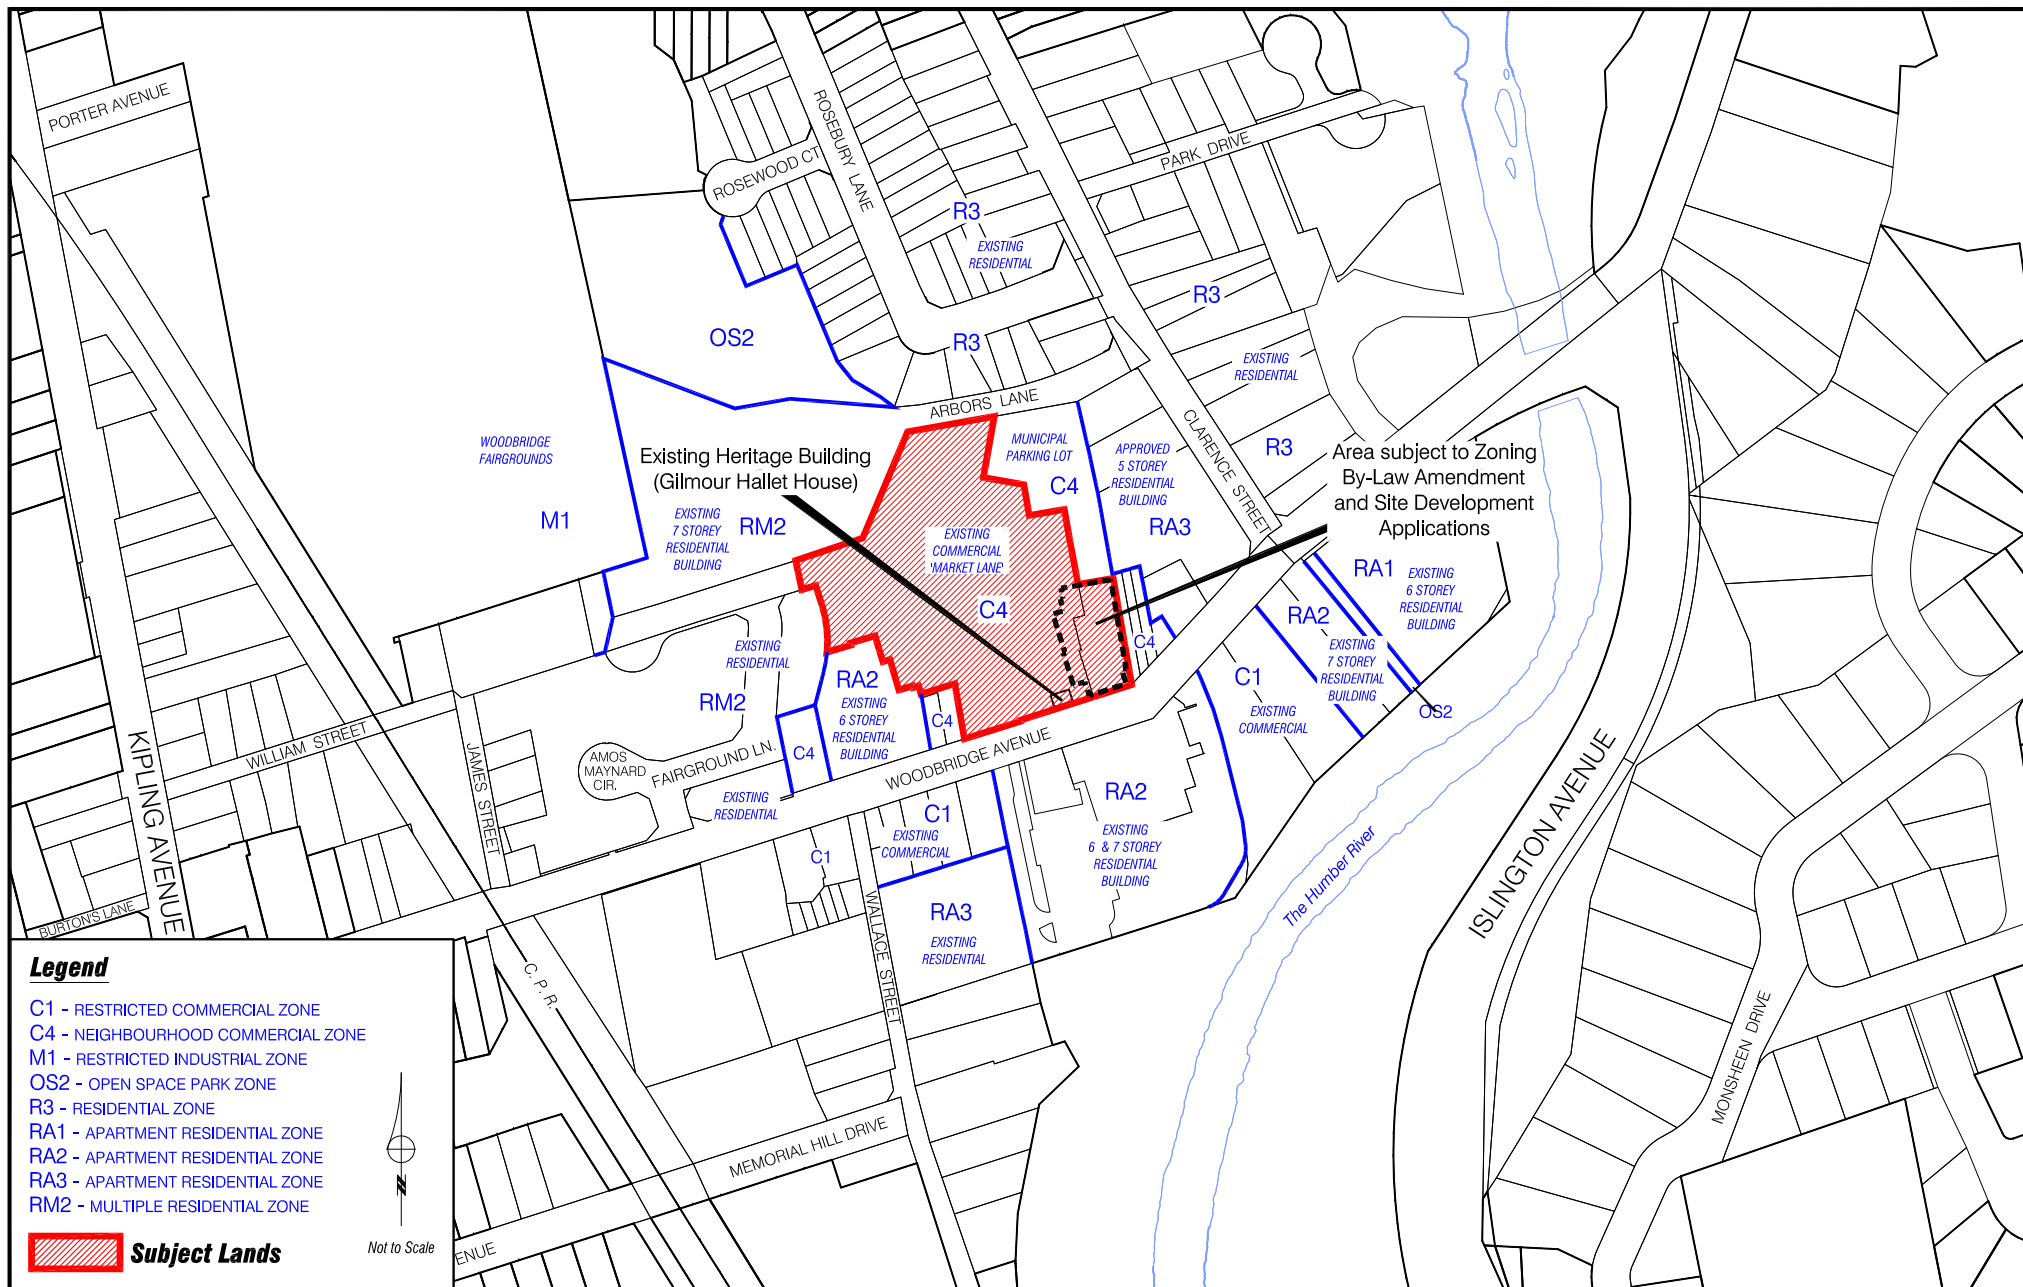 PORTER AVENUE
ROSEWOOD CT
ROSEBURY LANE
PARK DRIVE
R3
EXISTING
RESIDENTIAL
R3
OS2
R3
EXISTING
RESIDENTIAL
ARBORS LANE
CLARENCE STREET
WOODBRIDGE
FAIRGROUNDS
M1
Existing Heritage Building
(Gilmour Hallet House)
EXISTING
7 STOREY
RESIDENTIAL
BUILDING
RM2
MUNICIPAL
PARKING LOT
C4
APPROVED
5 STOREY
RESIDENTIAL
BUILDING
RA3
R3
Area subject to Zoning
By-Law Amendment
and Site Development
Applications
EXISTING
COMMERCIAL
'MARKET LANE'
C4
C4
RA1
EXISTING
6 STOREY
RESIDENTIAL
BUILDING
RA2
EXISTING
7 STOREY
RESIDENTIAL
BUILDING
OS2
C1
EXISTING
COMMERCIAL
EXISTING
RESIDENTIAL
RM2
RA2
EXISTING
6 STOREY
RESIDENTIAL
BUILDING
C4
C4
WILLIAM STREET
JAMES STREET
KIPLING AVENUE
AMOS
MAYNARD
CIR.
FAIRGROUND LN.
EXISTING
RESIDENTIAL
WOODBRIDGE AVENUE
C1
EXISTING
COMMERCIAL
C1
RA2
EXISTING
6 & 7 STOREY
RESIDENTIAL
BUILDING
RA3
EXISTING
RESIDENTIAL
WALLACE STREET
The Humber River
ISLINGTON AVENUE
MONSHEEN DRIVE
BURTON'S LANE
C. P. R.
MEMORIAL HILL DRIVE
ENUE
Legend
C1 - RESTRICTED COMMERCIAL ZONE
C4 - NEIGHBOURHOOD COMMERCIAL ZONE
M1 - RESTRICTED INDUSTRIAL ZONE
OS2 - OPEN SPACE PARK ZONE
R3 - RESIDENTIAL ZONE
RA1 - APARTMENT RESIDENTIAL ZONE
RA2 - APARTMENT RESIDENTIAL ZONE
RA3 - APARTMENT RESIDENTIAL ZONE
RM2 - MULTIPLE RESIDENTIAL ZONE
N
Subject Lands
Not to Scale